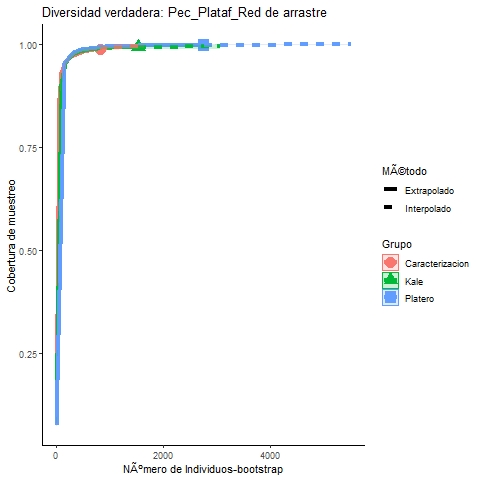 Diversidad verdadera: Pec_Plataf_Red de arrastre
1.00
0.75
0.50
0.25
Cobertura de muestreo
0
2000
4000
NÃºmero de Individuos-bootstrap
MÃ©todo
Extrapolado
Interpolado
Grupo
Caracterizacion
Kale
Platero